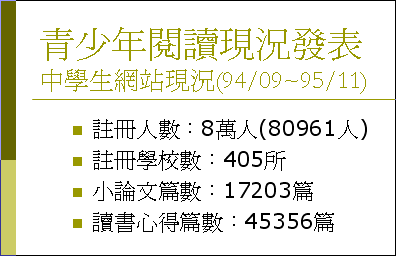 青少年閱讀現況發表
中學生網站現況(94/09~95/11)
註冊人數：8萬人(80961人)
註冊學校數：405所
小論文篇數：17203篇
讀書心得篇數：45356篇